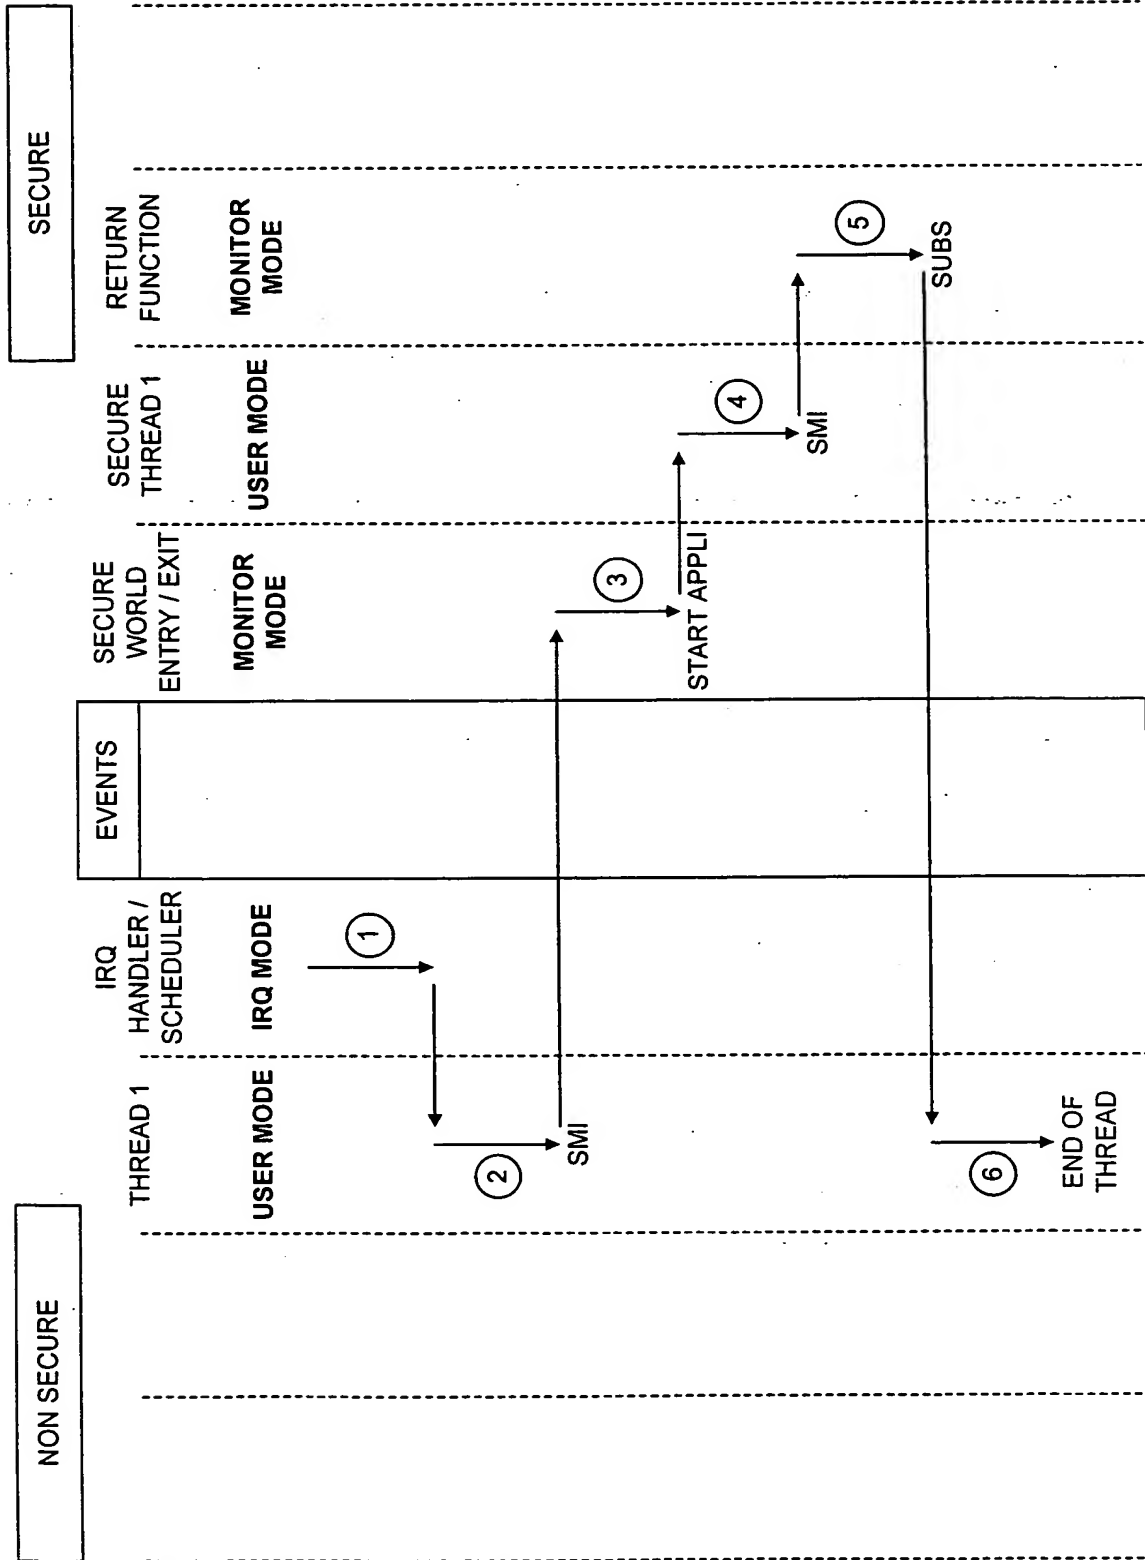 NON SECURE
SECURE
THREAD 1
USER MODE
IRQ
HANDLER /
SCHEDULER
IRQ MODE
EVENTS
SECURE
WORLD
ENTRY / EXIT
MONITOR
MODE
SECURE
THREAD 1
USER MODE
RETURN
FUNCTION
MONITOR
MODE
1
2
SMI
3
START APPLI
4
SMI
5
SUBS
6
END OF
THREAD